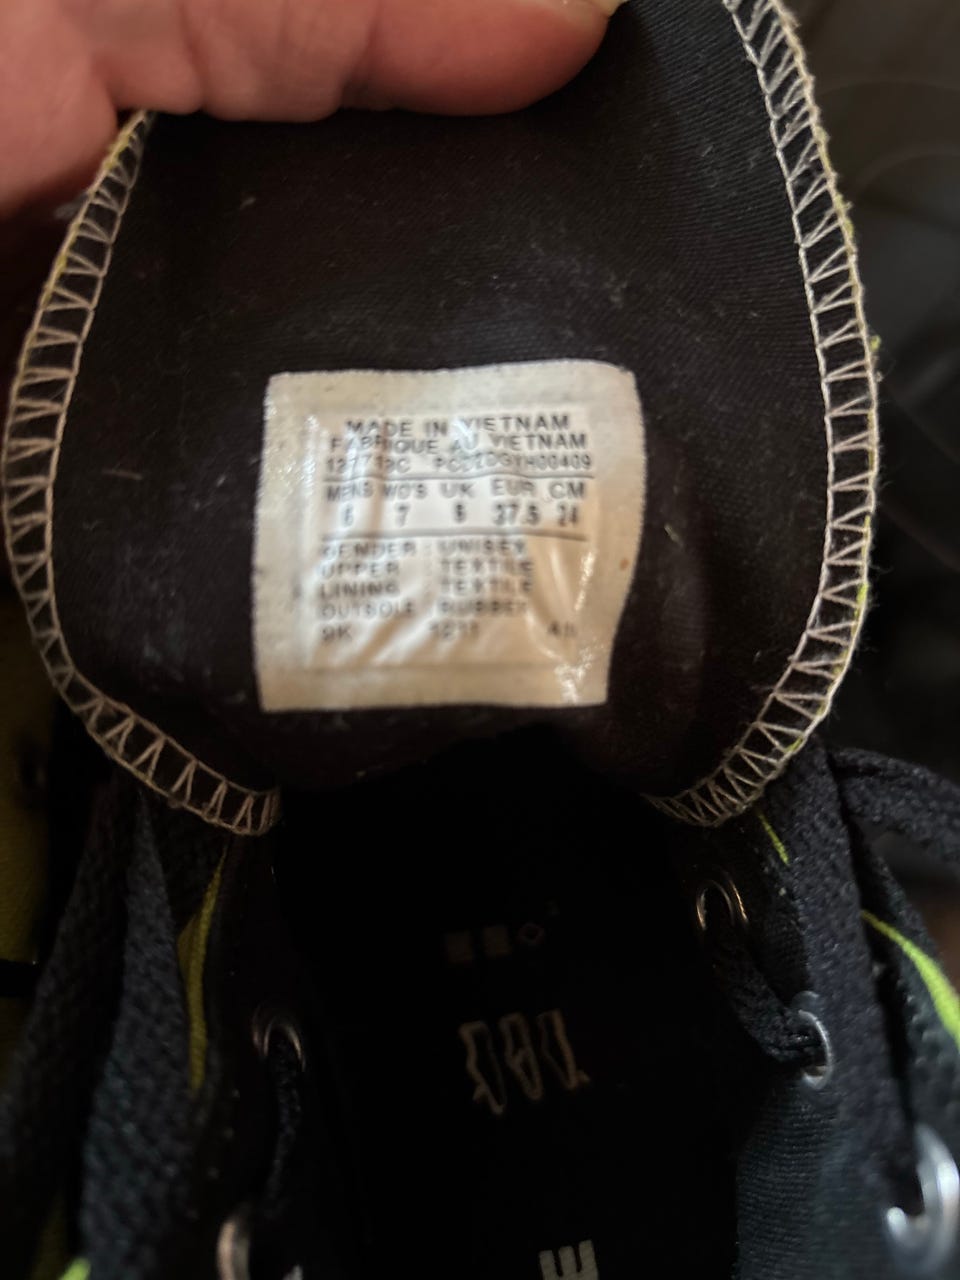 MADE IN VIETNAM
FABRIQUE AU VIETNAM
MENS WO'S UK EUR CM
6 7 6 37.5 24
GENDER : UNISEX
UPPER : TEXTILE
LINING : TEXTILE
OUTSOLE : RUBBER
9K